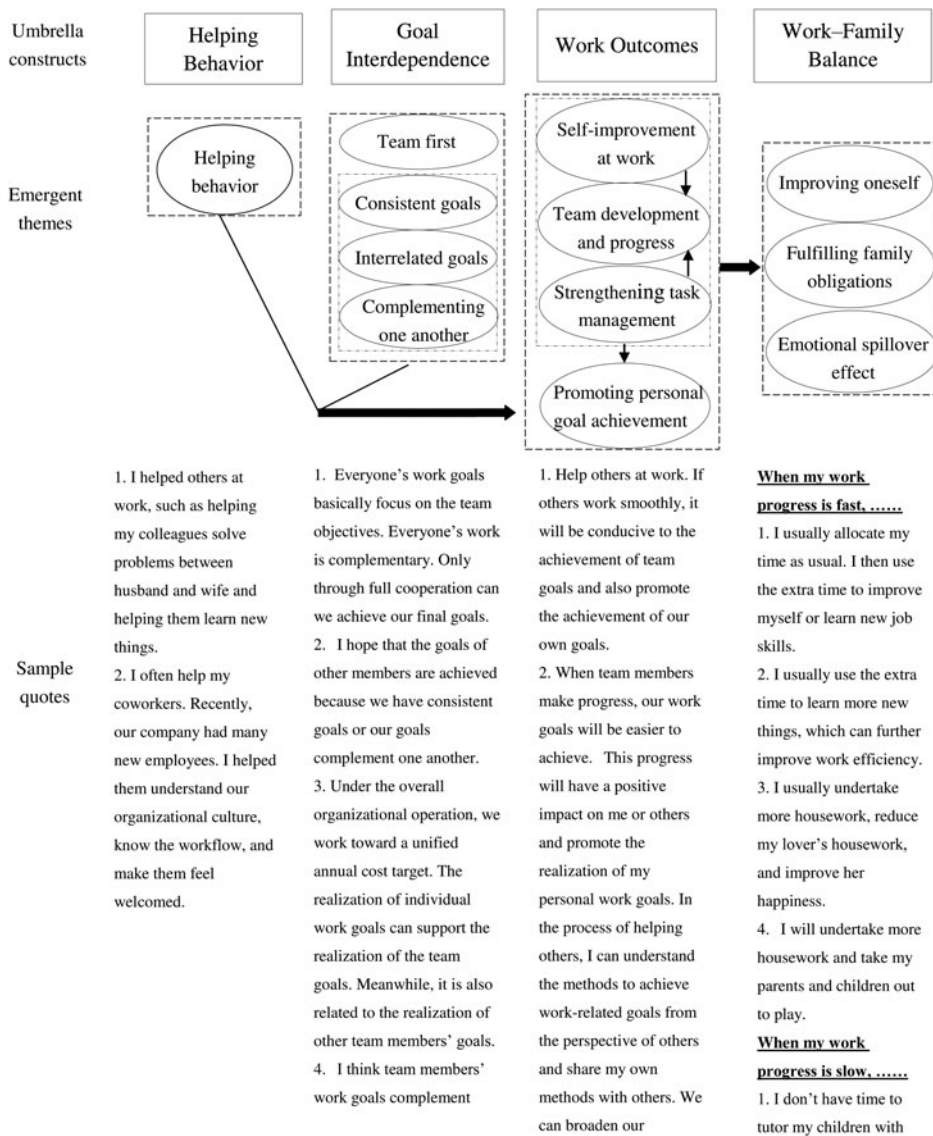 Umbrella
constructs
Helping
Behavior
Goal
Interdependence
Work Outcomes
Work–Family
Balance
Emergent
themes
Helping
behavior
Team first
Consistent goals
Interrelated goals
Complementing
one another
Self-improvement
at work
Team development
and progress
Strengthening task
management
Promoting personal
goal achievement
Improving oneself
Fulfilling family
obligations
Emotional spillover
effect
Sample
quotes
1. I helped others at
work, such as helping
my colleagues solve
problems between
husband and wife and
helping them learn new
things.
2. I often help my
coworkers. Recently,
our company had many
new employees. I helped
them understand our
organizational culture,
know the workflow, and
make them feel
welcomed.
1. Everyone’s work goals
basically focus on the team
objectives. Everyone’s work
is complementary. Only
through full cooperation can
we achieve our final goals.
2. I hope that the goals of
other members are achieved
because we have consistent
goals or our goals
complement one another.
3. Under the overall
organizational operation, we
work toward a unified
annual cost target. The
realization of individual
work goals can support the
realization of the team
goals. Meanwhile, it is also
related to the realization of
other team members’ goals.
4. I think team members’
work goals complement
1. Help others at work. If
others work smoothly, it
will be conducive to the
achievement of team
goals and also promote
the achievement of our
own goals.
2. When team members
make progress, our work
goals will be easier to
achieve. This progress
will have a positive
impact on me or others
and promote the
realization of my
personal work goals. In
the process of helping
others, I can understand
the methods to achieve
work-related goals from
the perspective of others
and share my own
methods with others. We
can broaden our
When my work
progress is fast, ……
1. I usually allocate my
time as usual. I then use
the extra time to improve
myself or learn new job
skills.
2. I usually use the extra
time to learn more new
things, which can further
improve work efficiency.
3. I usually undertake
more housework, reduce
my lover’s housework,
and improve her
happiness.
4. I will undertake more
housework and take my
parents and children out
to play.
When my work
progress is slow, ……
1. I don’t have time to
tutor my children with